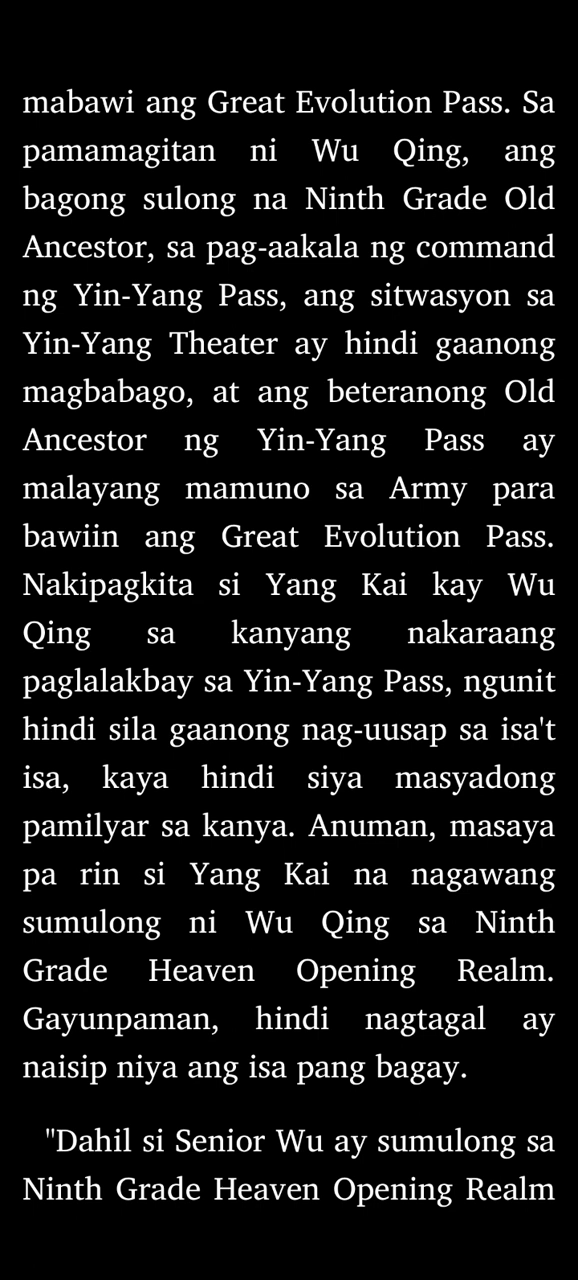 mabawi ang Great Evolution Pass. Sa
pamamagitan ni Wu Qing, ang
bagong sulong na Ninth Grade Old
Ancestor, sa pag-aakala ng command
ng Yin-Yang Pass, ang sitwasyon sa
Yin-Yang Theater ay hindi gaanong
magbabago, at ang beteranong Old
Ancestor ng Yin-Yang Pass ay
malayang mamuno sa Army para
bawiin ang Great Evolution Pass.
Nakipagkita si Yang Kai kay Wu
Qing sa kanyang nakaraang
paglalakbay sa Yin-Yang Pass, ngunit
hindi sila gaanong nag-uusap sa isa't
isa, kaya hindi siya masyadong
pamilyar sa kanya. Anuman, masaya
pa rin si Yang Kai na nagawang
sumulong ni Wu Qing sa Ninth
Grade Heaven Opening Realm.
Gayunpaman, hindi nagtagal ay
naisip niya ang isa pang bagay.
"Dahil si Senior Wu ay sumulong sa
Ninth Grade Heaven Opening Realm